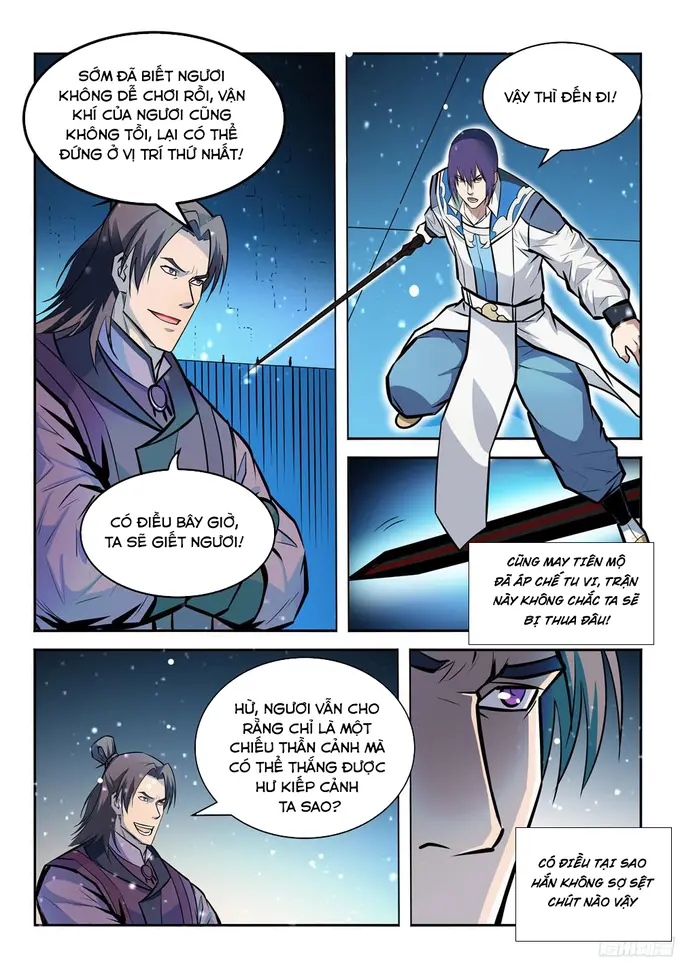 SỚM ĐÃ BIẾT NGƯƠI
KHÔNG DỄ CHƠI RỒI, VẬN
KHÍ CỦA NGƯƠI CŨNG
KHÔNG TỒI, LẠI CÓ THỂ
ĐỨNG Ở VỊ TRÍ THỨ NHẤT!
VẬY THÌ ĐẾN ĐI!
CÓ ĐIỀU BÂY GIỜ,
TA SẼ GIẾT NGƯƠI!
CŨNG MAY TIÊN MỘ
ĐÃ ÁP CHẾ TU VI, TRẬN
NÀY KHÔNG CHẮC TA SẼ
BỊ THUA ĐÂU!
HỪ, NGƯƠI VẪN CHO
RẰNG CHỈ LÀ MỘT
CHIẾU THẦN CẢNH MÀ
CÓ THỂ THẮNG ĐƯỢC
HƯ KIẾP CẢNH
TA SAO?
CÓ ĐIỀU TẠI SAO
HẮN KHÔNG SỢ SỆT
CHÚT NÀO VẬY